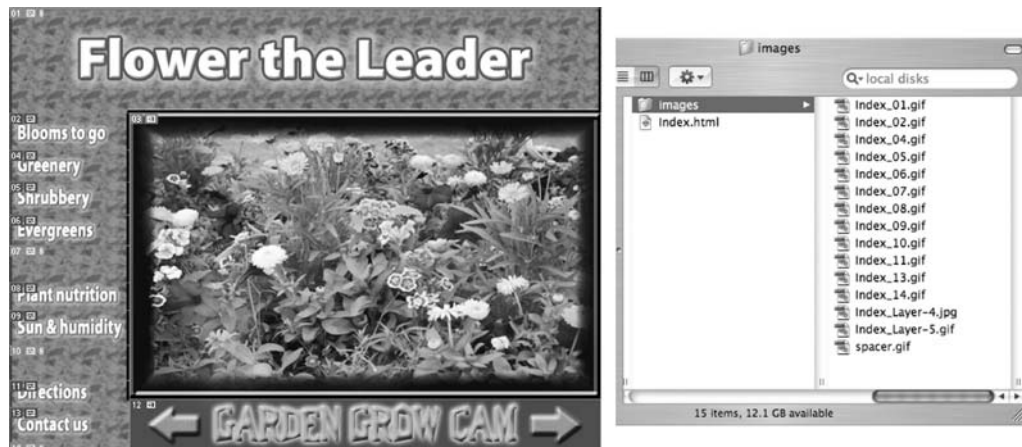 01
Flower the Leader
02
Blooms to go
03
04
Greenery
05
Shrubbery
06
Evergreens
07
08
Plant nutrition
09
Sun & humidity
10
11
Directions
12
GARDEN GROW CAM
13
Contact us
images
local disks
images
Index.html
Index_01.gif
Index_02.gif
Index_04.gif
Index_05.gif
Index_06.gif
Index_07.gif
Index_08.gif
Index_09.gif
Index_10.gif
Index_11.gif
Index_13.gif
Index_14.gif
Index_Layer-4.jpg
Index_Layer-5.gif
spacer.gif
15 items, 12.1 GB available